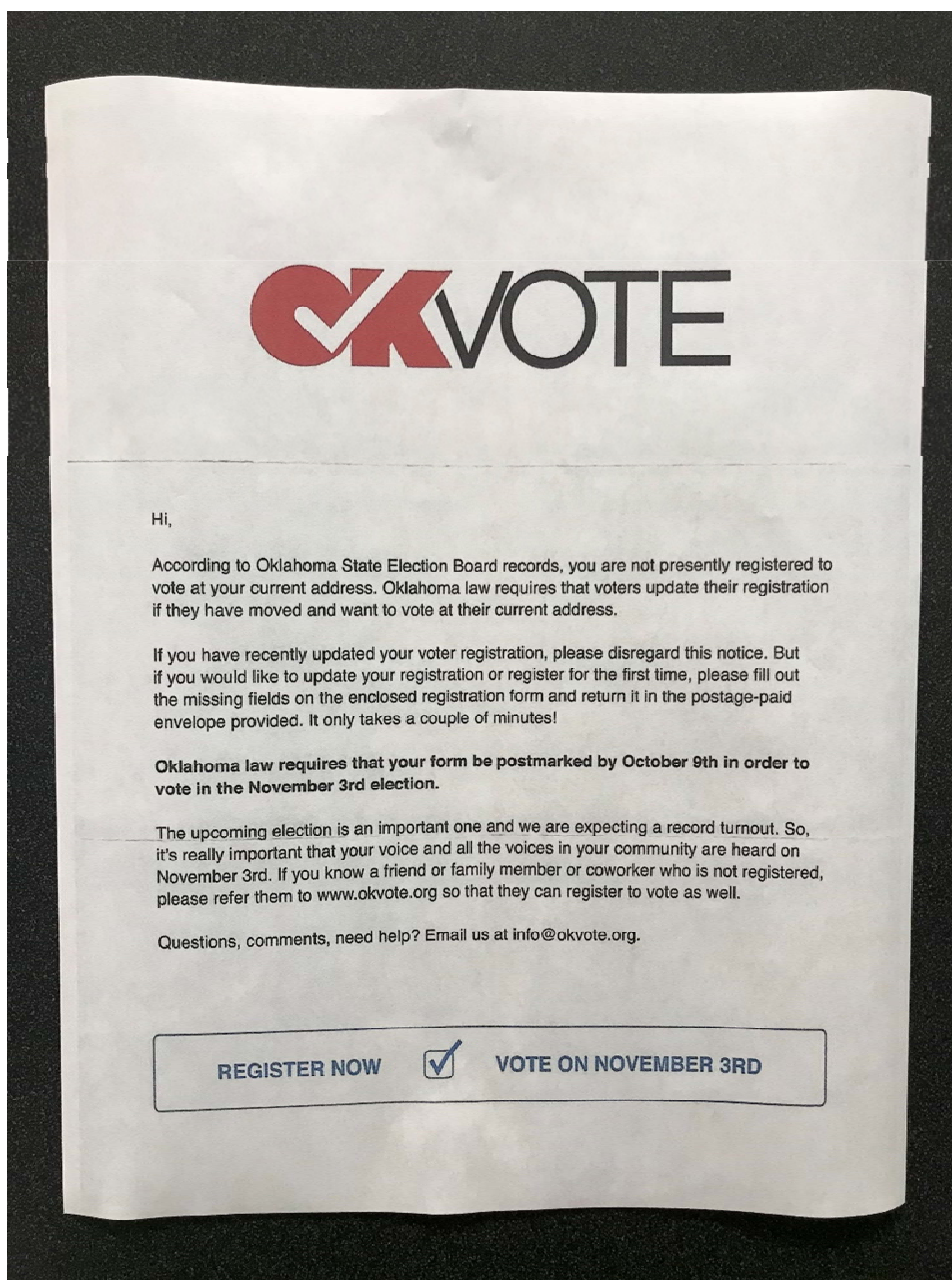 OKVOTE
Hi,
According to Oklahoma State Election Board records, you are not presently registered to
vote at your current address. Oklahoma law requires that voters update their registration
if they have moved and want to vote at their current address.
If you have recently updated your voter registration, please disregard this notice. But
if you would like to update your registration or register for the first time, please fill out
the missing fields on the enclosed registration form and return it in the postage-paid
envelope provided. It only takes a couple of minutes!
Oklahoma law requires that your form be postmarked by October 9th in order to
vote in the November 3rd election.
The upcoming election is an important one and we are expecting a record turnout. So,
it's really important that your voice and all the voices in your community are heard on
November 3rd. If you know a friend or family member or coworker who is not registered,
please refer them to www.okvote.org so that they can register to vote as well.
Questions, comments, need help? Email us at info@okvote.org.
REGISTER NOW VOTE ON NOVEMBER 3RD